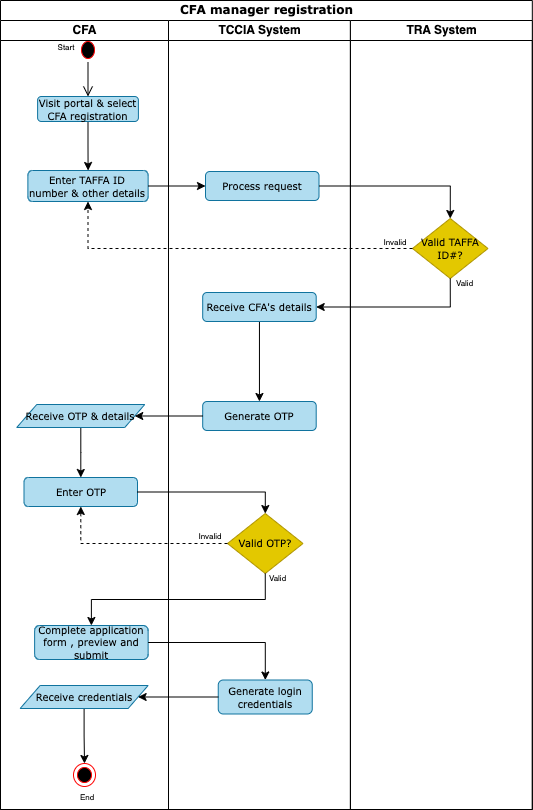 CFA manager registration
CFA
TCCIA System
TRA System
Start
Visit portal & select
CFA registration
Enter TAFFA ID
number & other details
Process request
Invalid
Valid TAFFA
ID#?
Valid
Receive CFA's details
Receive OTP & details
Generate OTP
Enter OTP
Invalid
Valid OTP?
Valid
Complete application
form , preview and
submit
Generate login
credentials
Receive credentials
End